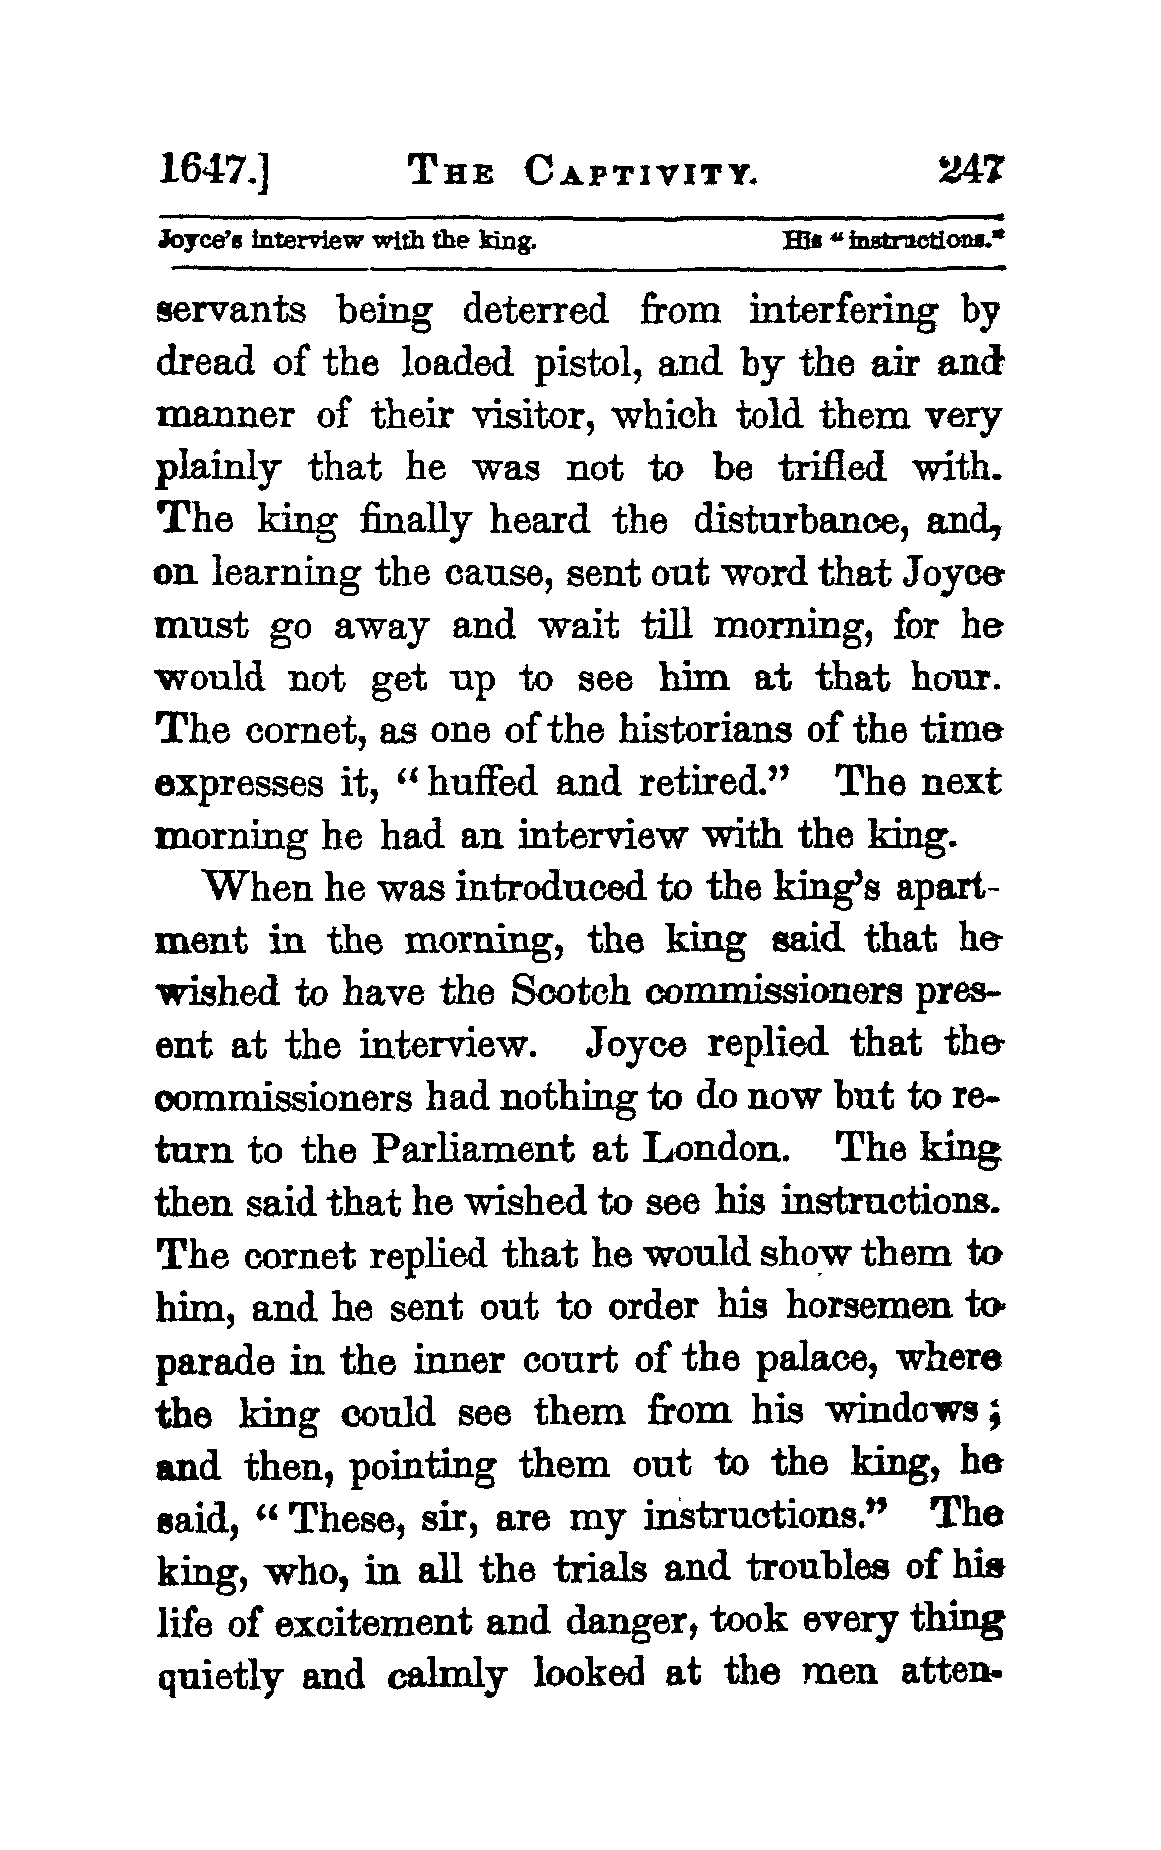 1647.] THE CAPTIVITY. 247
Joyce's interview with the king. His "instructions."
servants being deterred from interfering by
dread of the loaded pistol, and by the air and
manner of their visitor, which told them very
plainly that he was not to be trifled with.
The king finally heard the disturbance, and,
on learning the cause, sent out word that Joyce
must go away and wait till morning, for he
would not get up to see him at that hour.
The cornet, as one of the historians of the time
expresses it, "huffed and retired." The next
morning he had an interview with the king.
When he was introduced to the king's apart-
ment in the morning, the king said that he
wished to have the Scotch commissioners pres-
ent at the interview. Joyce replied that the
commissioners had nothing to do now but to re-
turn to the Parliament at London. The king
then said that he wished to see his instructions.
The cornet replied that he would show them to
him, and he sent out to order his horsemen to
parade in the inner court of the palace, where
the king could see them from his windows;
and then, pointing them out to the king, he
said, "These, sir, are my instructions." The
king, who, in all the trials and troubles of his
life of excitement and danger, took every thing
quietly and calmly looked at the men atten-